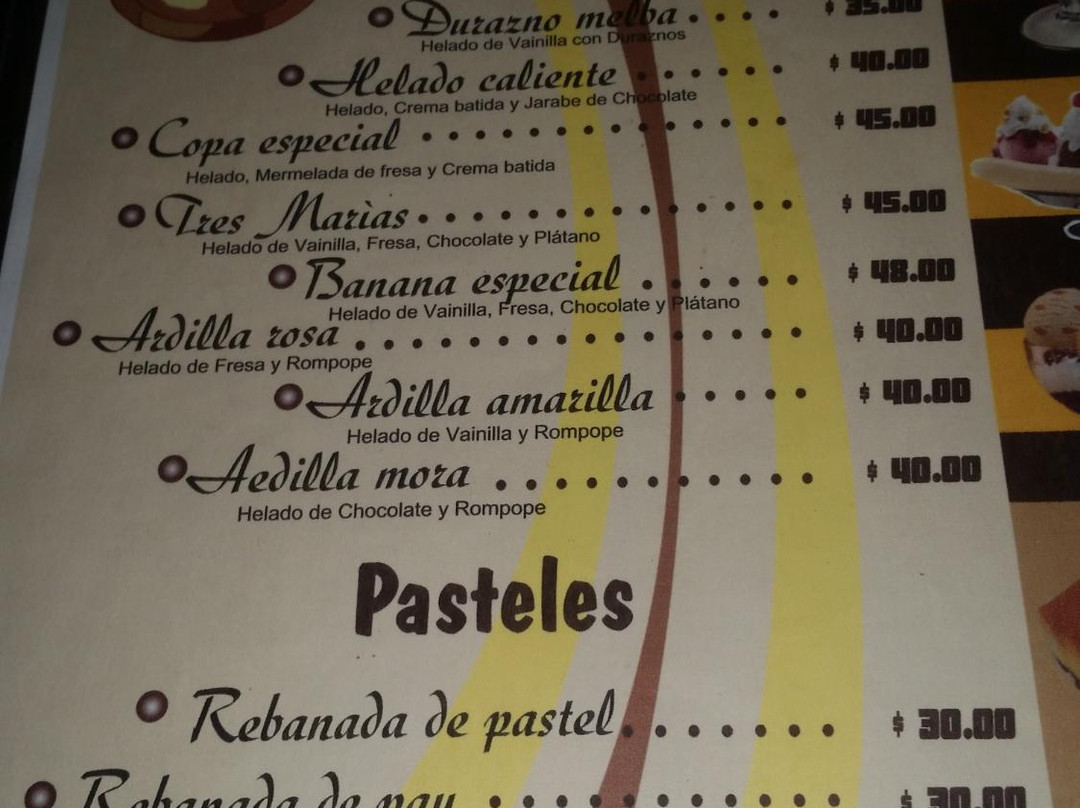 Durazno melba . . . . $ 35.00
Helado de Vainilla con Duraznos
Helado caliente . . . . . . $ 40.00
Helado, Crema batida y Jarabe de Chocolate
Copa especial . . . . . . . . . . . . . . $ 45.00
Helado, Mermelada de fresa y Crema batida
Tres Marìas . . . . . . . . . . . . . . $ 45.00
Helado de Vainilla, Fresa, Chocolate y Plátano
Banana especial . . . . . . $ 48.00
Helado de Vainilla, Fresa, Chocolate y Plátano
Ardilla rosa . . . . . . . . . . . . . . . . $ 40.00
Helado de Fresa y Rompope
Ardilla amarilla . . . . . $ 40.00
Helado de Vainilla y Rompope
Aedilla mora . . . . . . . . . . . $ 40.00
Helado de Chocolate y Rompope
Pasteles
Rebanada de pastel . . . . . . . . $ 30.00
Rebanada de pay . . . . . . . . . . . . $ 30.00